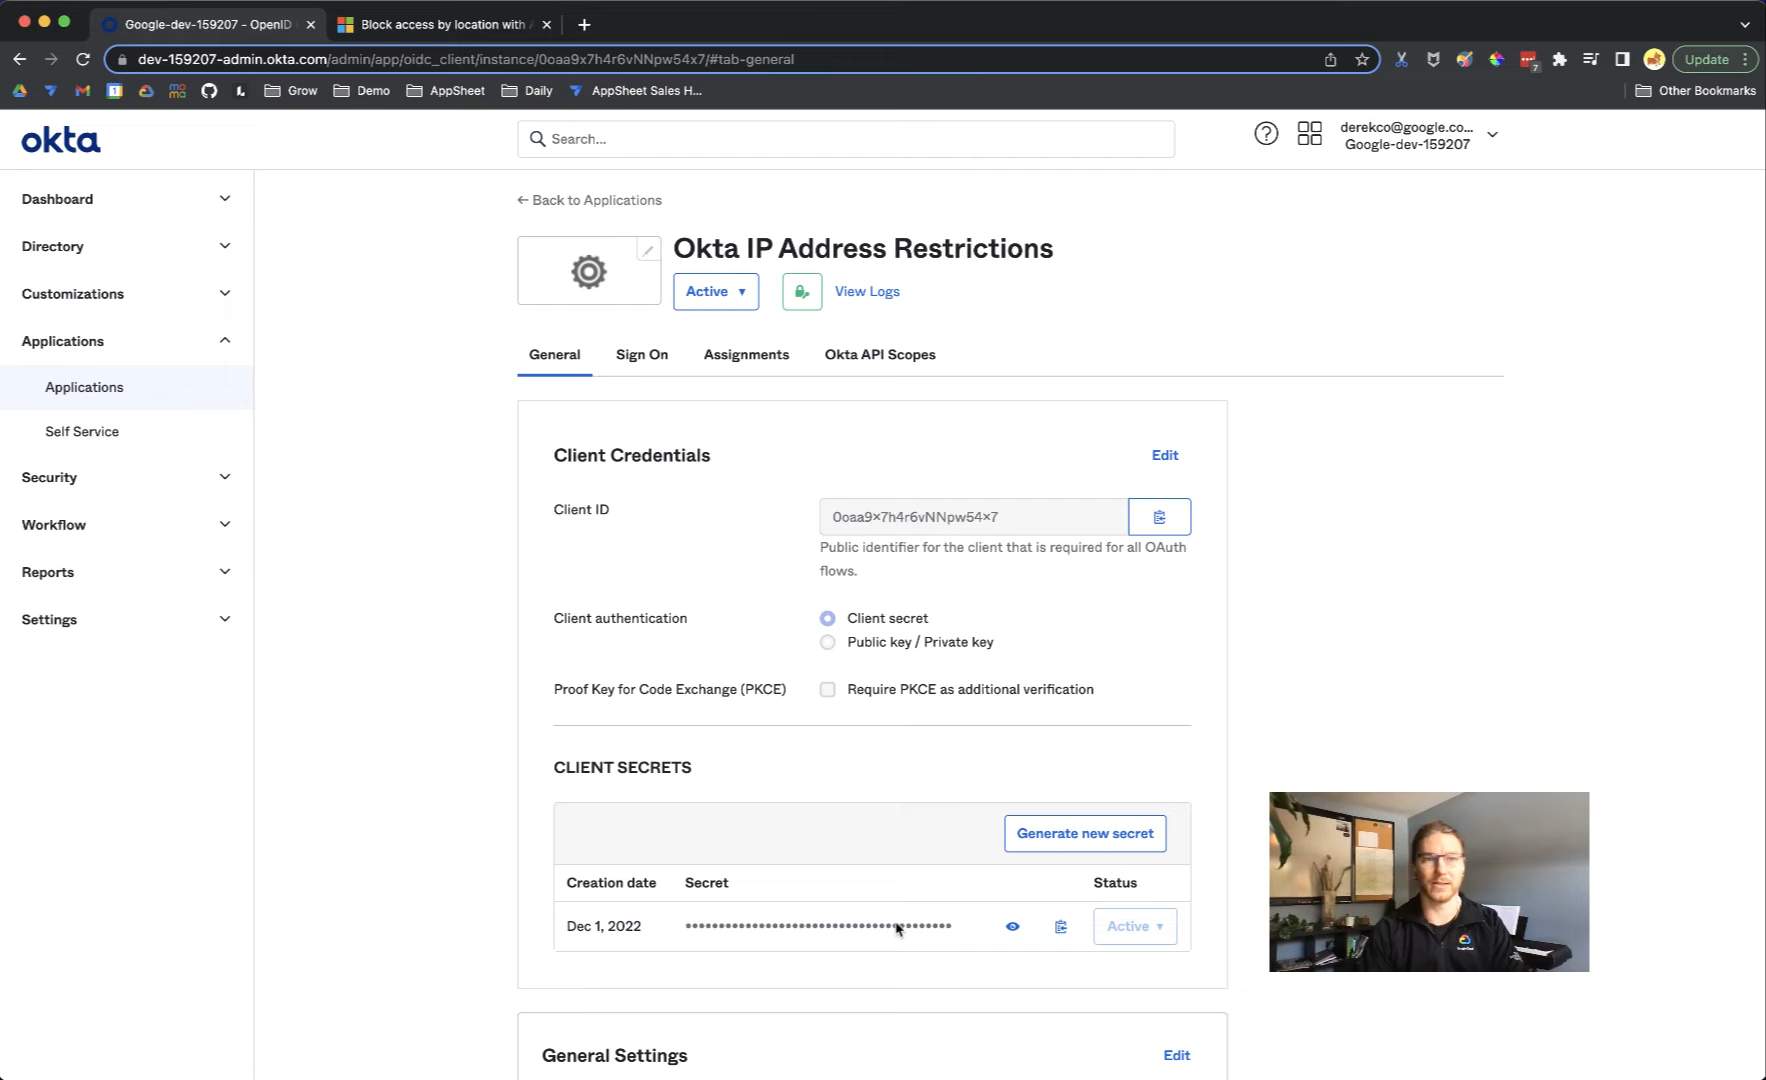 Google-dev-159207 - OpenID
Block access by location with
dev-159207-admin.okta.com/admin/app/oidc_client/instance/0oaa9x7h4r6vNNpw54x7/#tab-general
7
Update
1
Grow
Demo
AppSheet
Daily
AppSheet Sales H...
Other Bookmarks
okta
Search...
derekco@google.co...
Google-dev-159207
Dashboard
Directory
Customizations
Applications
Applications
Self Service
Security
Workflow
Reports
Settings
← Back to Applications
Okta IP Address Restrictions
Active ▼
View Logs
General
Sign On
Assignments
Okta API Scopes
Client Credentials
Edit
Client ID
0oaa9×7h4r6vNNpw54×7
Public identifier for the client that is required for all OAuth
flows.
Client authentication
Client secret
Public key / Private key
Proof Key for Code Exchange (PKCE)
Require PKCE as additional verification
CLIENT SECRETS
Generate new secret
Creation date
Secret
Status
Dec 1, 2022
••••••••••••••••••••••••••••••••••••••••
Active ▼
General Settings
Edit